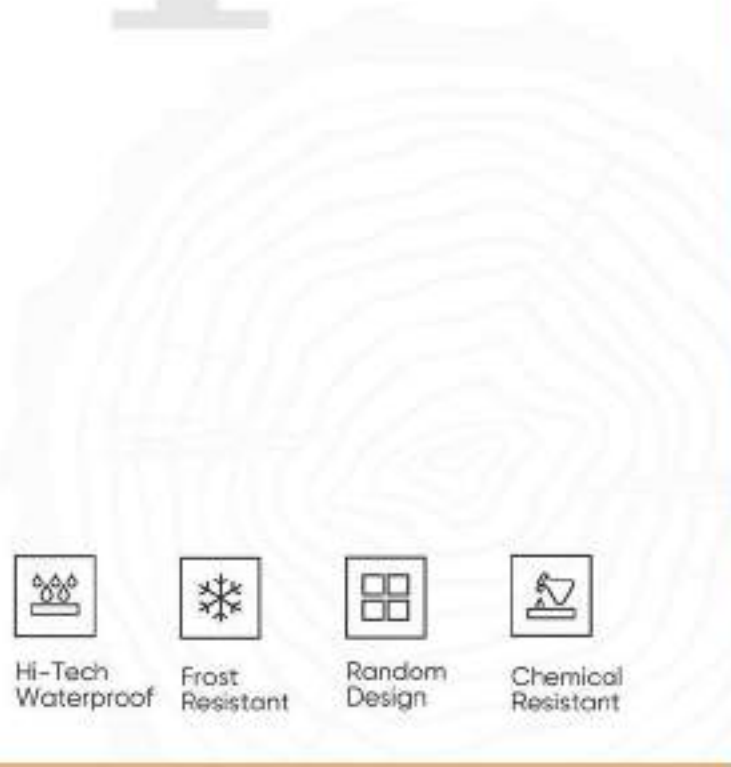 Hi-Tech
Waterproof
Frost
Resistant
Random
Design
Chemical
Resistant